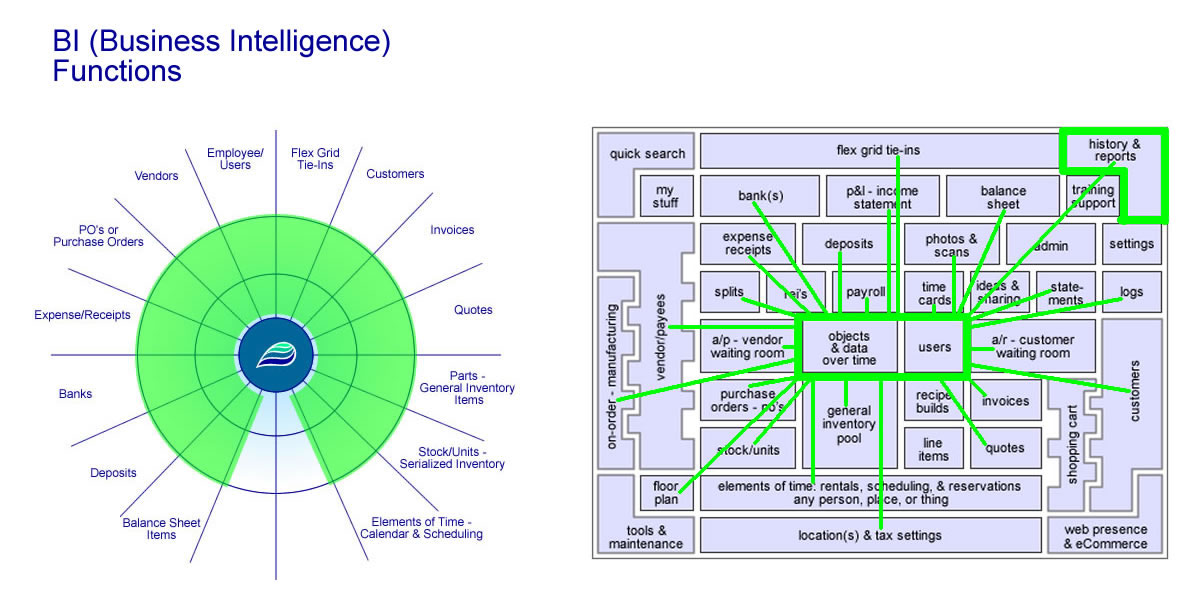 BI (Business Intelligence)
Functions
Employee/
Users
Flex Grid
Tie-Ins
Vendors
Customers
PO's or
Purchase Orders
Invoices
Expense/Receipts
Quotes
Banks
Parts -
General Inventory
Items
Deposits
Stock/Units -
Serialized Inventory
Balance Sheet
Items
Elements of Time -
Calendar & Scheduling
quick search
flex grid tie-ins
history &
reports
my
stuff
bank(s)
p&l - income
statement
balance
sheet
training
support
expense
receipts
deposits
photos &
scans
admin
settings
splits
rei's
payroll
time
cards
ideas &
sharing
state-
ments
logs
on-order - manufacturing
vendor/payees
a/p - vendor
waiting room
objects
& data
over time
users
a/r - customer
waiting room
customers
purchase
orders - po's
general
inventory
pool
recipe
builds
invoices
shopping cart
stock/units
line
items
quotes
floor
plan
elements of time: rentals, scheduling, & reservations
any person, place, or thing
tools &
maintenance
location(s) & tax settings
web presence
& eCommerce